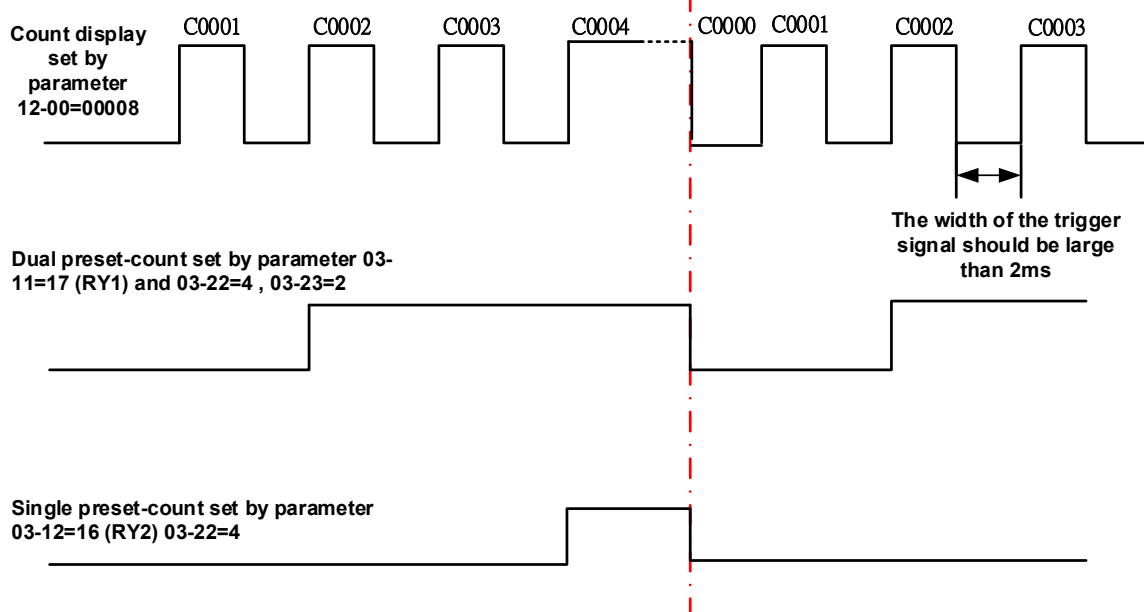 Count display
set by
parameter
12-00=00008
C0001 C0002 C0003 C0004 C0000 C0001 C0002 C0003
The width of the trigger
signal should be large
than 2ms
Dual preset-count set by parameter 03-
11=17 (RY1) and 03-22=4 , 03-23=2
Single preset-count set by parameter
03-12=16 (RY2) 03-22=4